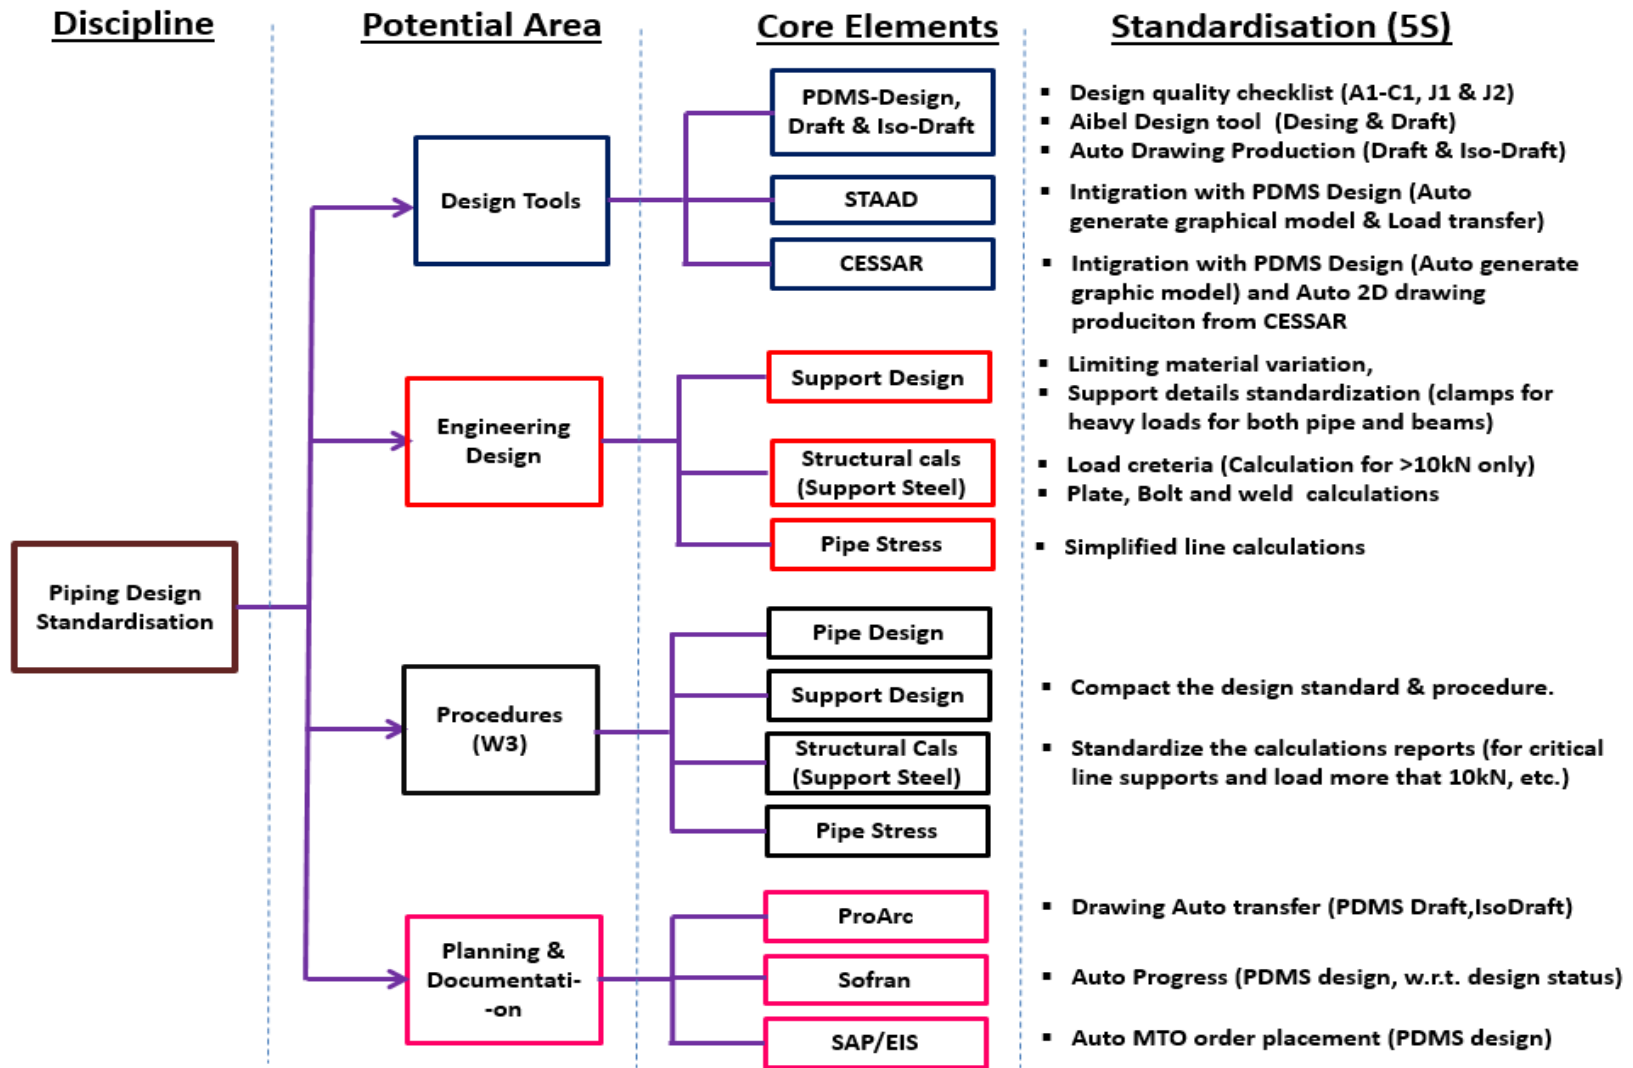 Discipline
Potential Area
Core Elements
Standardisation (5S)
Piping Design
Standardisation
Design Tools
PDMS-Design,
Draft & Iso-Draft
▪ Design quality checklist (A1-C1, J1 & J2)
▪ Aibel Design tool (Desing & Draft)
▪ Auto Drawing Production (Draft & Iso-Draft)
STAAD
▪ Intigration with PDMS Design (Auto
generate graphical model & Load transfer)
CESSAR
▪ Intigration with PDMS Design (Auto generate
graphic model) and Auto 2D drawing
produciton from CESSAR
Engineering
Design
Support Design
▪ Limiting material variation,
▪ Support details standardization (clamps for
heavy loads for both pipe and beams)
Structural cals
(Support Steel)
▪ Load creteria (Calculation for >10kN only)
▪ Plate, Bolt and weld calculations
Pipe Stress
▪ Simplified line calculations
Procedures
(W3)
Pipe Design
Support Design
▪ Compact the design standard & procedure.
Structural Cals
(Support Steel)
▪ Standardize the calculations reports (for critical
line supports and load more that 10kN, etc.)
Pipe Stress
Planning &
Documentati-
-on
ProArc
▪ Drawing Auto transfer (PDMS Draft,IsoDraft)
Sofran
▪ Auto Progress (PDMS design, w.r.t. design status)
SAP/EIS
▪ Auto MTO order placement (PDMS design)